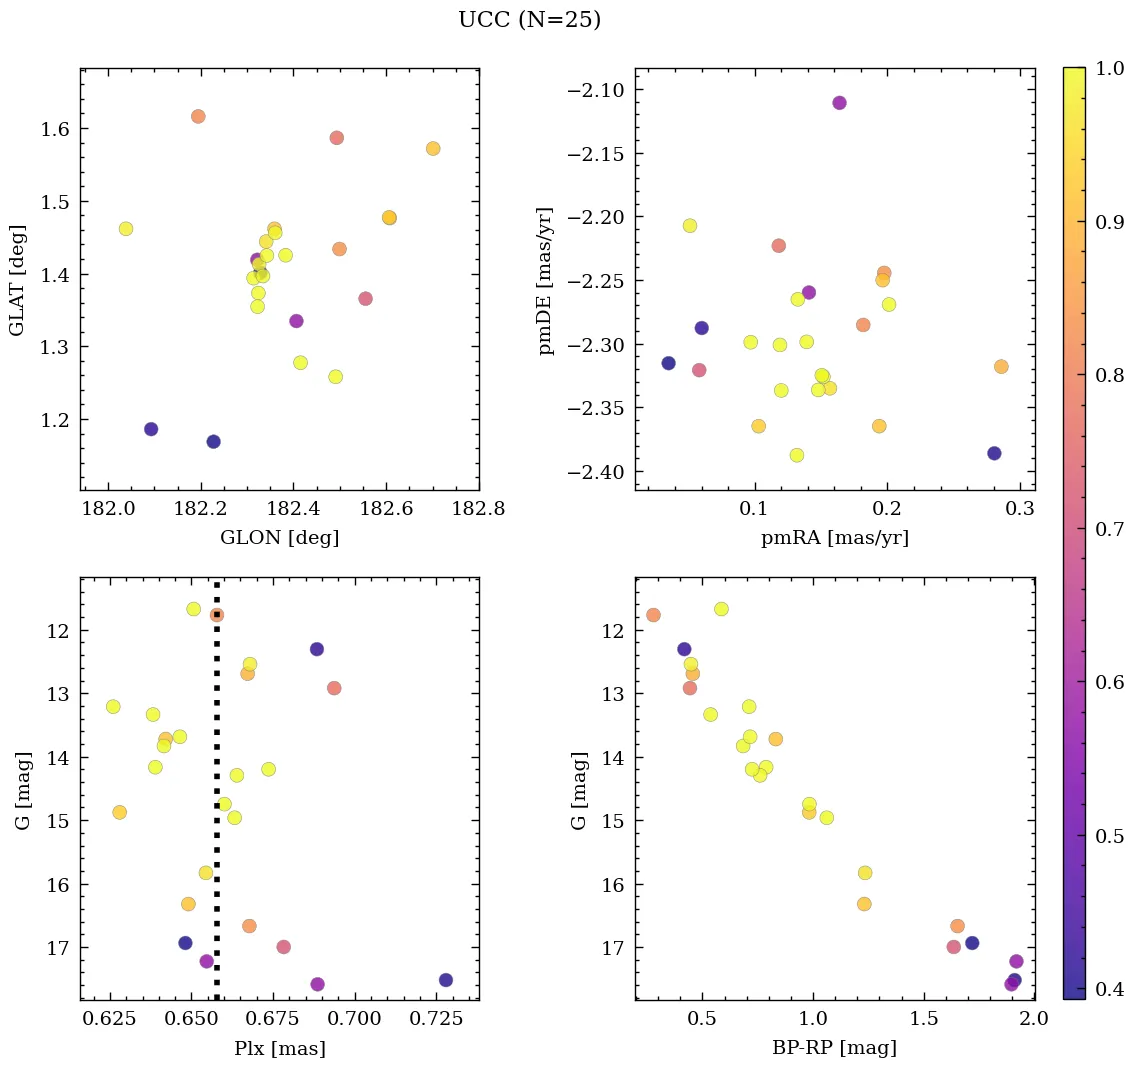 UCC (N=25)
1.6
1.5
1.4
1.3
1.2
GLAT [deg]
182.0 182.2 182.4 182.6 182.8
GLON [deg]
−2.10
−2.15
−2.20
−2.25
−2.30
−2.35
−2.40
pmDE [mas/yr]
0.1 0.2 0.3
pmRA [mas/yr]
12
13
14
15
16
17
G [mag]
0.625 0.650 0.675 0.700 0.725
Plx [mas]
12
13
14
15
16
17
G [mag]
0.5 1.0 1.5 2.0
BP-RP [mag]
1.0
0.9
0.8
0.7
0.6
0.5
0.4